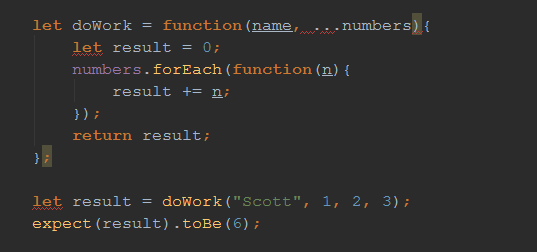 let doWork = function(name, ...numbers){
let result = 0;
numbers.forEach(function(n){
result += n;
});
return result;
};
let result = doWork("Scott", 1, 2, 3);
expect(result).toBe(6);